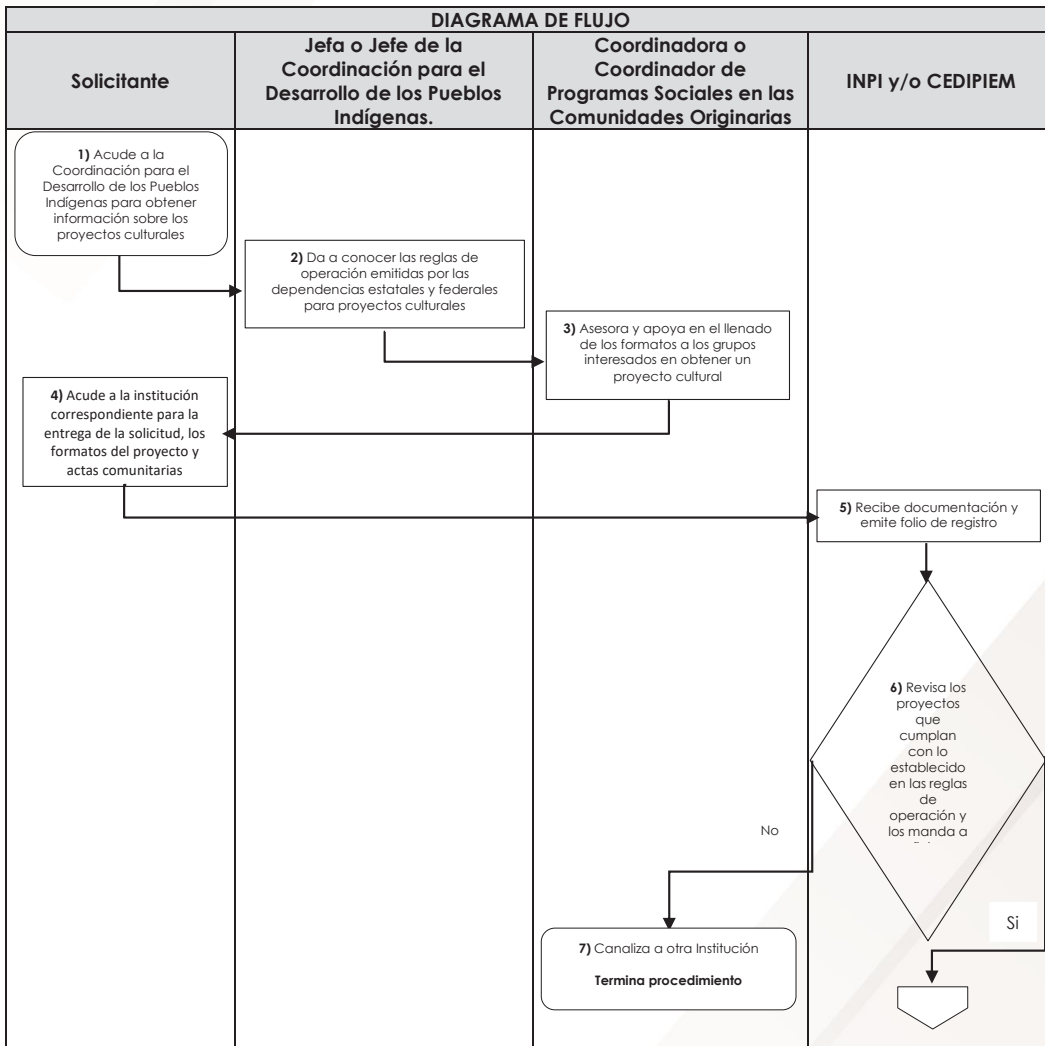 DIAGRAMA DE FLUJO
Solicitante
Jefa o Jefe de la
Coordinación para el
Desarrollo de los Pueblos
Indígenas.
Coordinadora o
Coordinador de
Programas Sociales en las
Comunidades Originarias
INPI y/o CEDIPIEM
1) Acude a la
Coordinación para el
Desarrollo de los Pueblos
Indígenas para obtener
información sobre los
proyectos culturales
2) Da a conocer las reglas de
operación emitidas por las
dependencias estatales y federales
para proyectos culturales
3) Asesora y apoya en el llenado
de los formatos a los grupos
interesados en obtener un
proyecto cultural
4) Acude a la institución
correspondiente para la
entrega de la solicitud, los
formatos del proyecto y
actas comunitarias
5) Recibe documentación y
emite folio de registro
6) Revisa los
proyectos
que
cumplan
con lo
establecido
en las reglas
de
operación y
los manda a
No
Si
7) Canaliza a otra Institución
Termina procedimiento